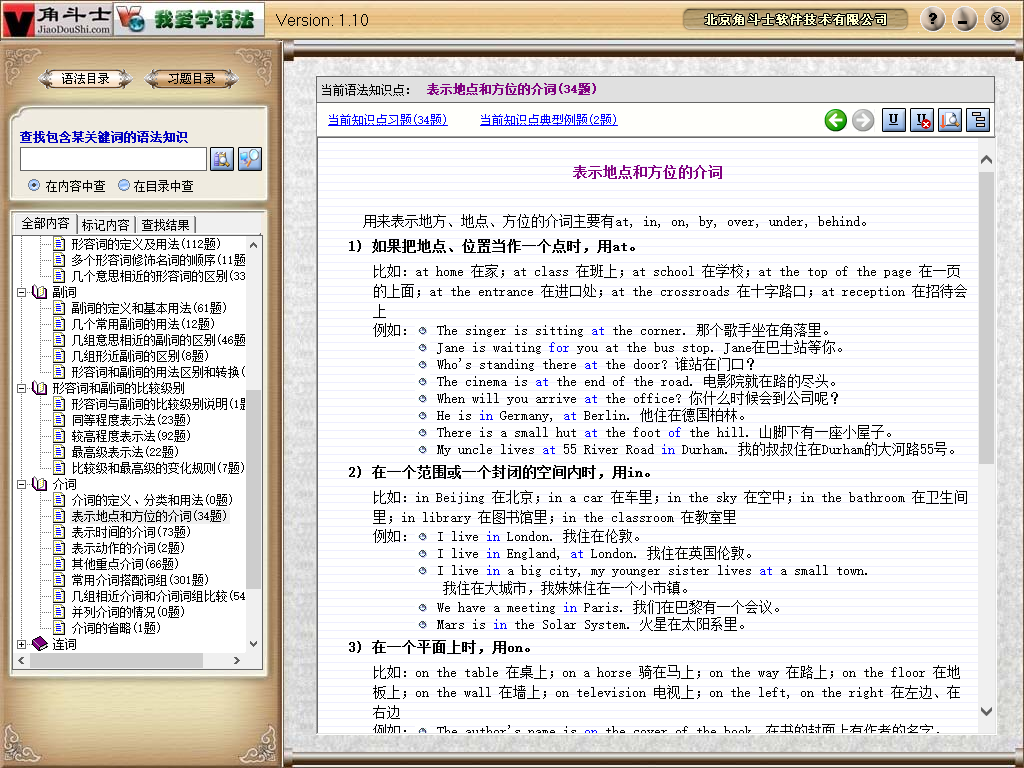 角斗士
JiaoDouShi.com
我爱学语法
Version: 1.10
北京角斗士软件技术有限公司
语法目录
习题目录
查找包含某关键词的语法知识
在内容中查
在目录中查
全部内容
标记内容
查找结果
形容词的定义及用法(112题)
多个形容词修饰名词的顺序(11题
几个意思相近的形容词的区别(33
副词
副词的定义和基本用法(61题)
几个常用副词的用法(12题)
几组意思相近的副词的区别(46题
几组形近副词的区别(8题)
形容词和副词的用法区别和转换(
形容词和副词的比较级别
形容词与副词的比较级别说明(1题
同等程度表示法(23题)
较高程度表示法(92题)
最高级表示法(22题)
比较级和最高级的变化规则(7题)
介词
介词的定义、分类和用法(0题)
表示地点和方位的介词(34题)
表示时间的介词(73题)
表示动作的介词(2题)
其他重点介词(66题)
常用介词搭配词组(301题)
几组相近介词和介词词组比较(54
并列介词的情况(0题)
介词的省略(1题)
连词
当前语法知识点: 表示地点和方位的介词(34题)
当前知识点习题(34题)
当前知识点典型例题(2题)
表示地点和方位的介词
用来表示地方、地点、方位的介词主要有at, in, on, by, over, under, behind。
1) 如果把地点、位置当作一个点时，用at。
比如：at home 在家；at class 在班上；at school 在学校；at the top of the page 在一页
的上面；at the entrance 在进口处；at the crossroads 在十字路口；at reception 在招待会
上
例如： The singer is sitting at the corner. 那个歌手坐在角落里。
Jane is waiting for you at the bus stop. Jane在巴士站等你。
Who's standing there at the door? 谁站在门口？
The cinema is at the end of the road. 电影院就在路的尽头。
When will you arrive at the office? 你什么时候会到公司呢？
He is in Germany, at Berlin. 他住在德国柏林。
There is a small hut at the foot of the hill. 山脚下有一座小屋子。
My uncle lives at 55 River Road in Durham. 我的叔叔住在Durham的大河路55号。
2) 在一个范围或一个封闭的空间内时，用in。
比如：in Beijing 在北京；in a car 在车里；in the sky 在空中；in the bathroom 在卫生间
里；in library 在图书馆里；in the classroom 在教室里
例如： I live in London. 我住在伦敦。
I live in England, at London. 我住在英国伦敦。
I live in a big city, my younger sister lives at a small town.
我住在大城市，我妹妹住在一个小市镇。
We have a meeting in Paris. 我们在巴黎有一个会议。
Mars is in the Solar System. 火星在太阳系里。
3) 在一个平面上时，用on。
比如：on the table 在桌上；on a horse 骑在马上；on the way 在路上；on the floor 在地
板上；on the wall 在墙上；on television 电视上；on the left, on the right 在左边、在
右边
例如： The author's name is on the cover of the book. 在书的封面上有作者的名字。